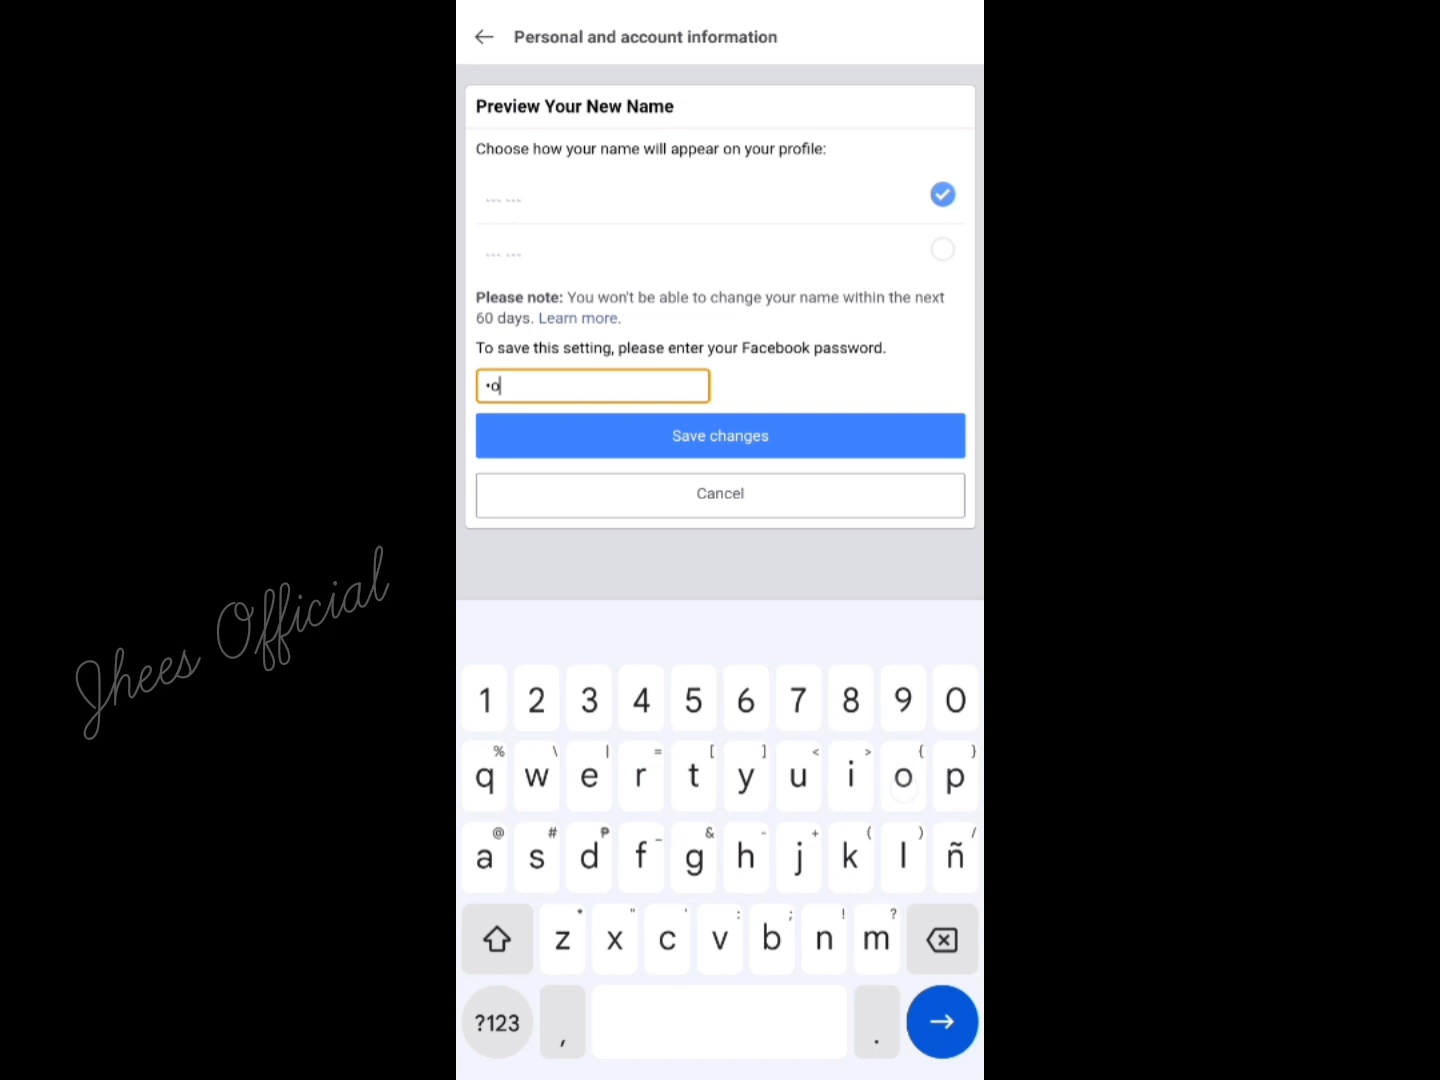 Personal and account information
Preview Your New Name
Choose how your name will appear on your profile:
Please note: You won't be able to change your name within the next
60 days. Learn more.
To save this setting, please enter your Facebook password.
•o
Save changes
Cancel
Jhees Official
1 2 3 4 5 6 7 8 9 0
% \ | = [ ] < > { }
q w e r t y u i o p
@ # ₱ _ & - + ( ) /
a s d f g h j k l ñ
* " ' : ; ! ?
z x c v b n m
?123 , .